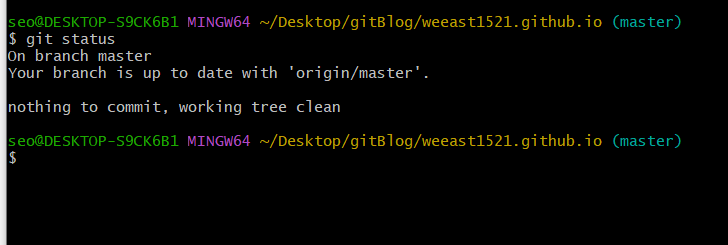 seo@DESKTOP-S9CK6B1 MINGW64 ~/Desktop/gitBlog/weeast1521.github.io (master)
$ git status
On branch master
Your branch is up to date with 'origin/master'.
nothing to commit, working tree clean
seo@DESKTOP-S9CK6B1 MINGW64 ~/Desktop/gitBlog/weeast1521.github.io (master)
$